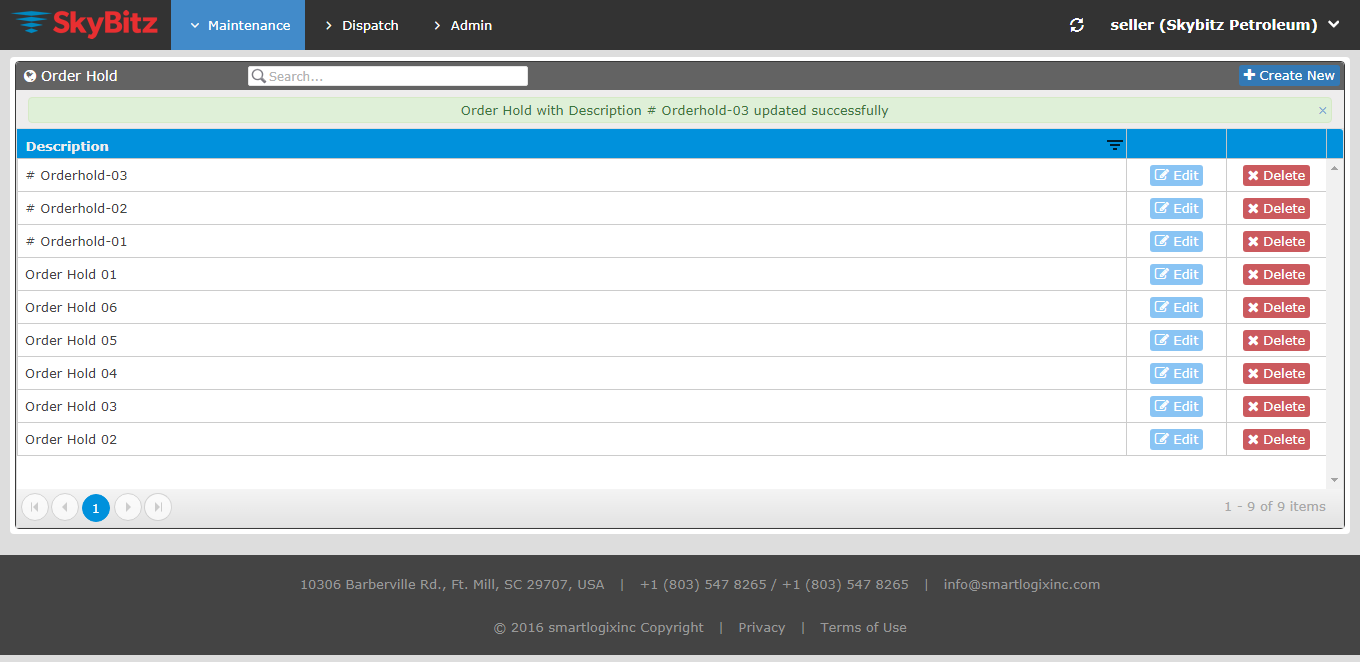 SkyBitz Maintenance Dispatch Admin seller (Skybitz Petroleum)
Order Hold Search... Create New
Order Hold with Description # Orderhold-03 updated successfully ×
Description
# Orderhold-03 Edit Delete
# Orderhold-02 Edit Delete
# Orderhold-01 Edit Delete
Order Hold 01 Edit Delete
Order Hold 06 Edit Delete
Order Hold 05 Edit Delete
Order Hold 04 Edit Delete
Order Hold 03 Edit Delete
Order Hold 02 Edit Delete
1 1 - 9 of 9 items
10306 Barberville Rd., Ft. Mill, SC 29707, USA | +1 (803) 547 8265 / +1 (803) 547 8265 | info@smartlogixinc.com
© 2016 smartlogixinc Copyright | Privacy | Terms of Use